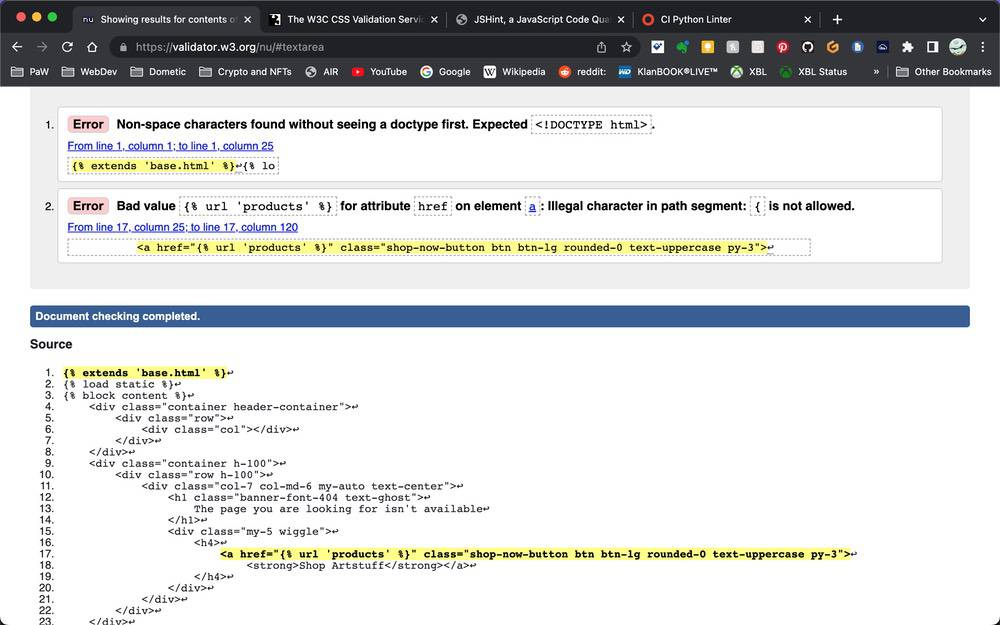 Showing results for contents of
The W3C CSS Validation Servi
JSHint, a JavaScript Code Qua
CI Python Linter
https://validator.w3.org/nu/#textarea
PaW WebDev Dometic Crypto and NFTs AIR YouTube Google Wikipedia reddit: KlanBOOK®LIVE™ XBL XBL Status » Other Bookmarks
1. Error Non-space characters found without seeing a doctype first. Expected <!DOCTYPE html>.
From line 1, column 1; to line 1, column 25
{% extends 'base.html' %}↩{% lo
2. Error Bad value {% url 'products' %} for attribute href on element a: Illegal character in path segment: { is not allowed.
From line 17, column 25; to line 17, column 120
<a href="{% url 'products' %}" class="shop-now-button btn btn-lg rounded-0 text-uppercase py-3">↩
Document checking completed.
Source
1. {% extends 'base.html' %}↩
2. {% load static %}↩
3. {% block content %}↩
4. <div class="container header-container">↩
5. <div class="row">↩
6. <div class="col"></div>↩
7. </div>↩
8. </div>↩
9. <div class="container h-100">↩
10. <div class="row h-100">↩
11. <div class="col-7 col-md-6 my-auto text-center">↩
12. <h1 class="banner-font-404 text-ghost">↩
13. The page you are looking for isn't available↩
14. </h1>↩
15. <div class="my-5 wiggle">↩
16. <h4>↩
17. <a href="{% url 'products' %}" class="shop-now-button btn btn-lg rounded-0 text-uppercase py-3">↩
18. <strong>Shop Artstuff</strong></a>↩
19. </h4>↩
20. </div>↩
21. </div>↩
22. </div>↩
23. </div>↩